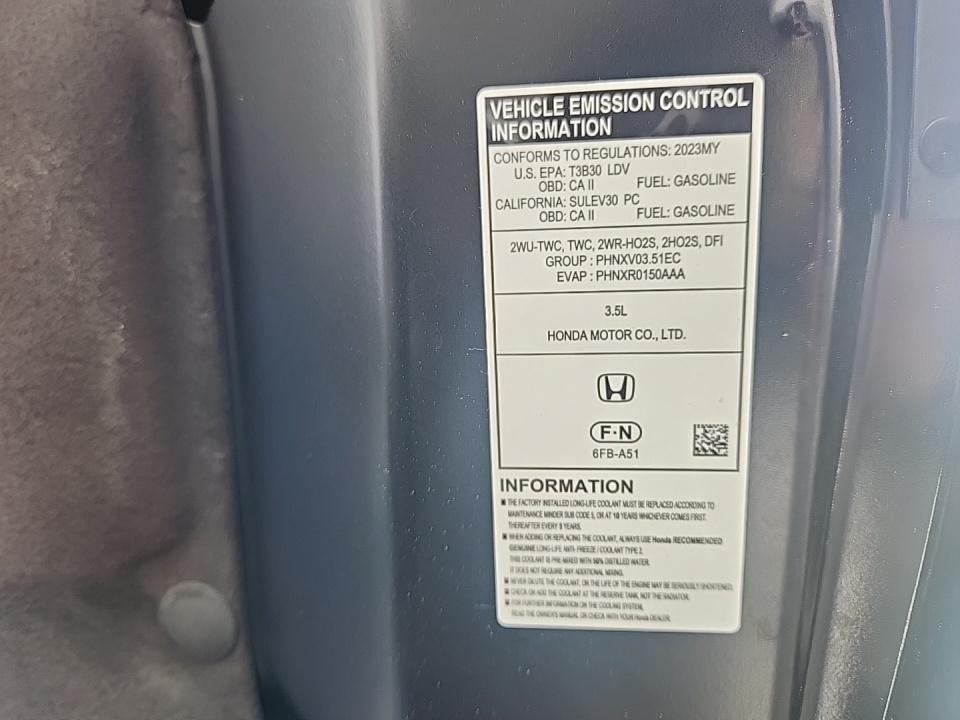 VEHICLE EMISSION CONTROL
INFORMATION
CONFORMS TO REGULATIONS: 2023MY
U.S. EPA: T3B30 LDV
OBD: CA II FUEL: GASOLINE
CALIFORNIA: SULEV30 PC
OBD: CA II FUEL: GASOLINE
2WU-TWC, TWC, 2WR-HO2S, 2HO2S, DFI
GROUP : PHNXV03.51EC
EVAP : PHNXR0150AAA
3.5L
HONDA MOTOR CO., LTD.
F·N
6FB-A51
INFORMATION
■ THE FACTORY INSTALLED LONG-LIFE COOLANT MUST BE REPLACED ACCORDING TO
MAINTENANCE MINDER SUB CODE 5, OR AT 10 YEARS WHICHEVER COMES FIRST.
THEREAFTER EVERY 5 YEARS.
■ WHEN ADDING OR REPLACING THE COOLANT, ALWAYS USE Honda RECOMMENDED
GENUINE LONG-LIFE ANTI-FREEZE / COOLANT TYPE 2.
THIS COOLANT IS PRE-MIXED WITH 50% DISTILLED WATER.
IT DOES NOT REQUIRE ANY ADDITIONAL MIXING.
■ NEVER DILUTE THE COOLANT, OR THE LIFE OF THE ENGINE MAY BE SERIOUSLY SHORTENED.
■ CHECK OR ADD THE COOLANT AT THE RESERVE TANK, NOT THE RADIATOR.
■ FOR FURTHER INFORMATION ON THE COOLING SYSTEM,
READ THE OWNER'S MANUAL OR CHECK WITH YOUR Honda DEALER.